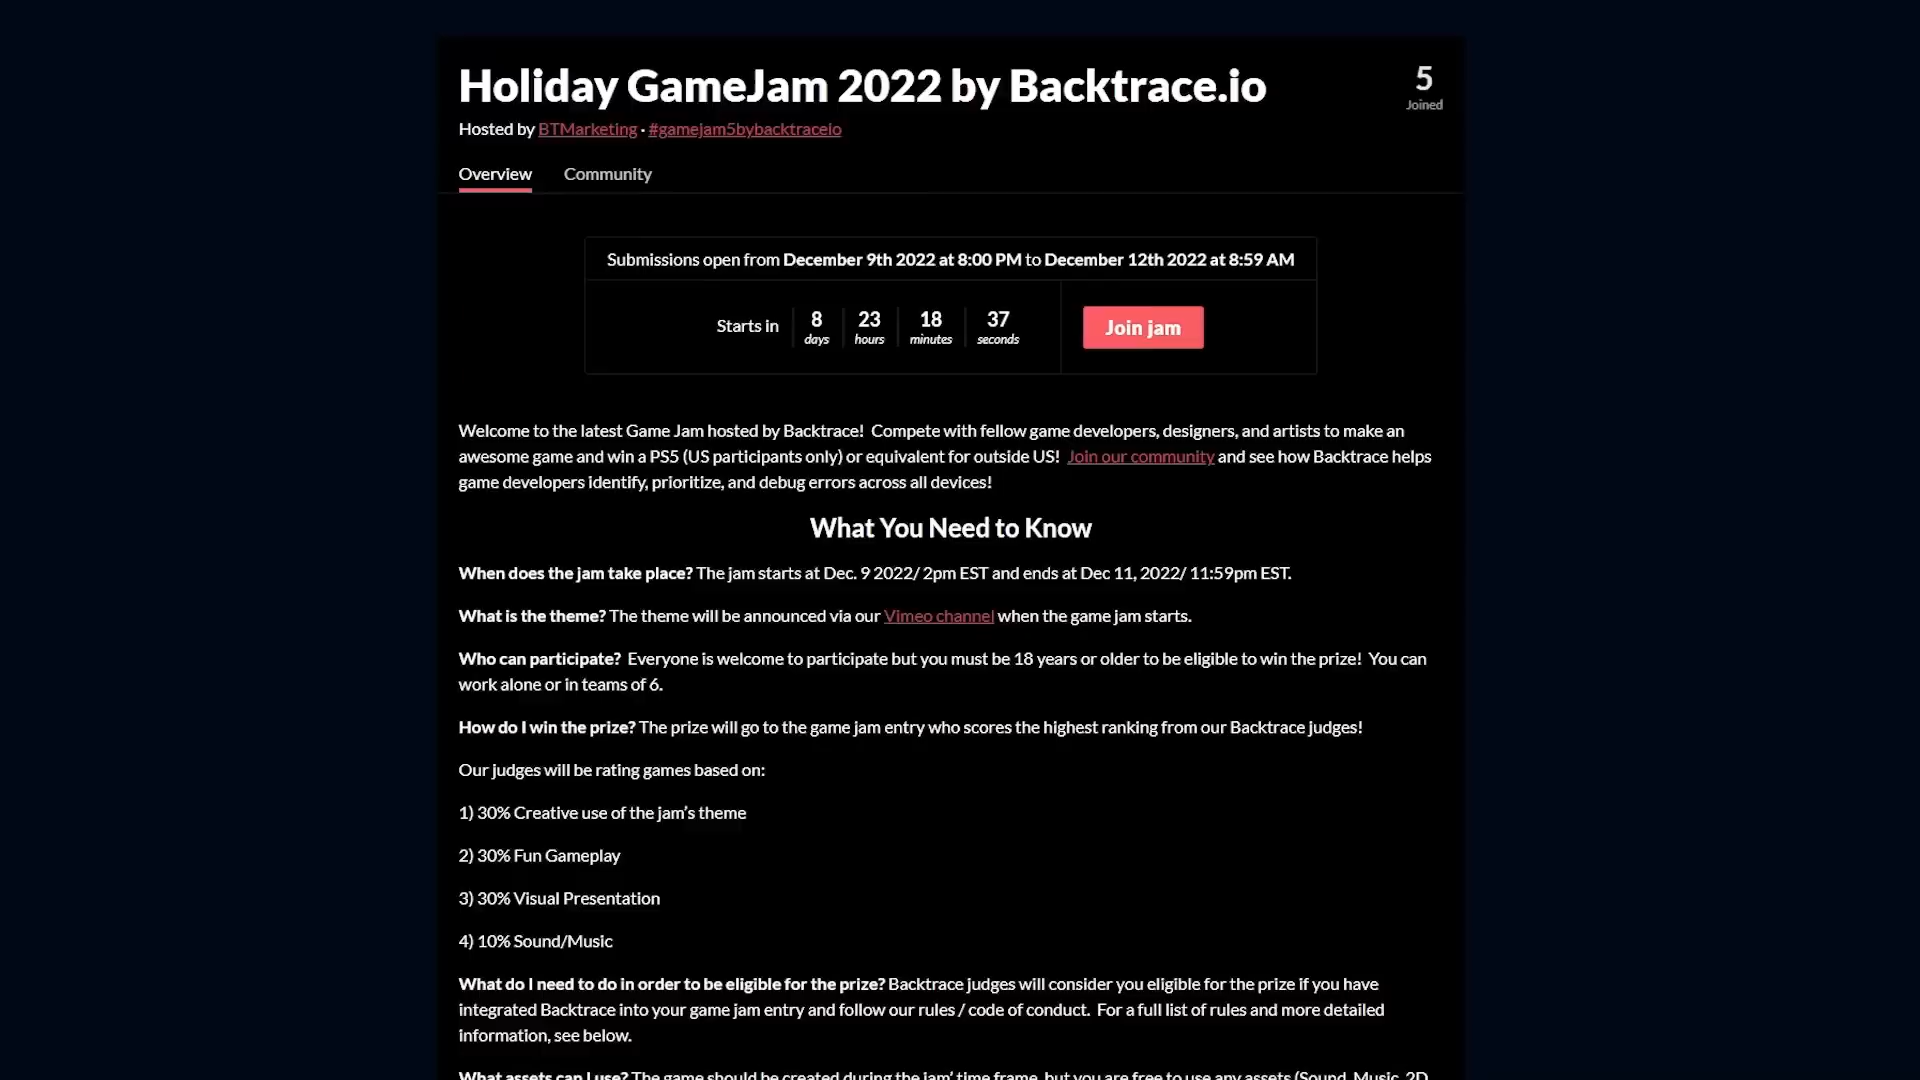 Holiday GameJam 2022 by Backtrace.io
5
Joined
Hosted by BTMarketing · #gamejam5bybacktraceio
Overview Community
Submissions open from December 9th 2022 at 8:00 PM to December 12th 2022 at 8:59 AM
Starts in 8 days 23 hours 18 minutes 37 seconds
Join jam
Welcome to the latest Game Jam hosted by Backtrace! Compete with fellow game developers, designers, and artists to make an
awesome game and win a PS5 (US participants only) or equivalent for outside US! Join our community and see how Backtrace helps
game developers identify, prioritize, and debug errors across all devices!
What You Need to Know
When does the jam take place? The jam starts at Dec. 9 2022/ 2pm EST and ends at Dec 11, 2022/ 11:59pm EST.
What is the theme? The theme will be announced via our Vimeo channel when the game jam starts.
Who can participate? Everyone is welcome to participate but you must be 18 years or older to be eligible to win the prize! You can
work alone or in teams of 6.
How do I win the prize? The prize will go to the game jam entry who scores the highest ranking from our Backtrace judges!
Our judges will be rating games based on:
1) 30% Creative use of the jam's theme
2) 30% Fun Gameplay
3) 30% Visual Presentation
4) 10% Sound/Music
What do I need to do in order to be eligible for the prize? Backtrace judges will consider you eligible for the prize if you have
integrated Backtrace into your game jam entry and follow our rules / code of conduct. For a full list of rules and more detailed
information, see below.
What assets can I use? The game should be created during the jam' time frame, but you are free to use any assets (Sound, Music, 2D